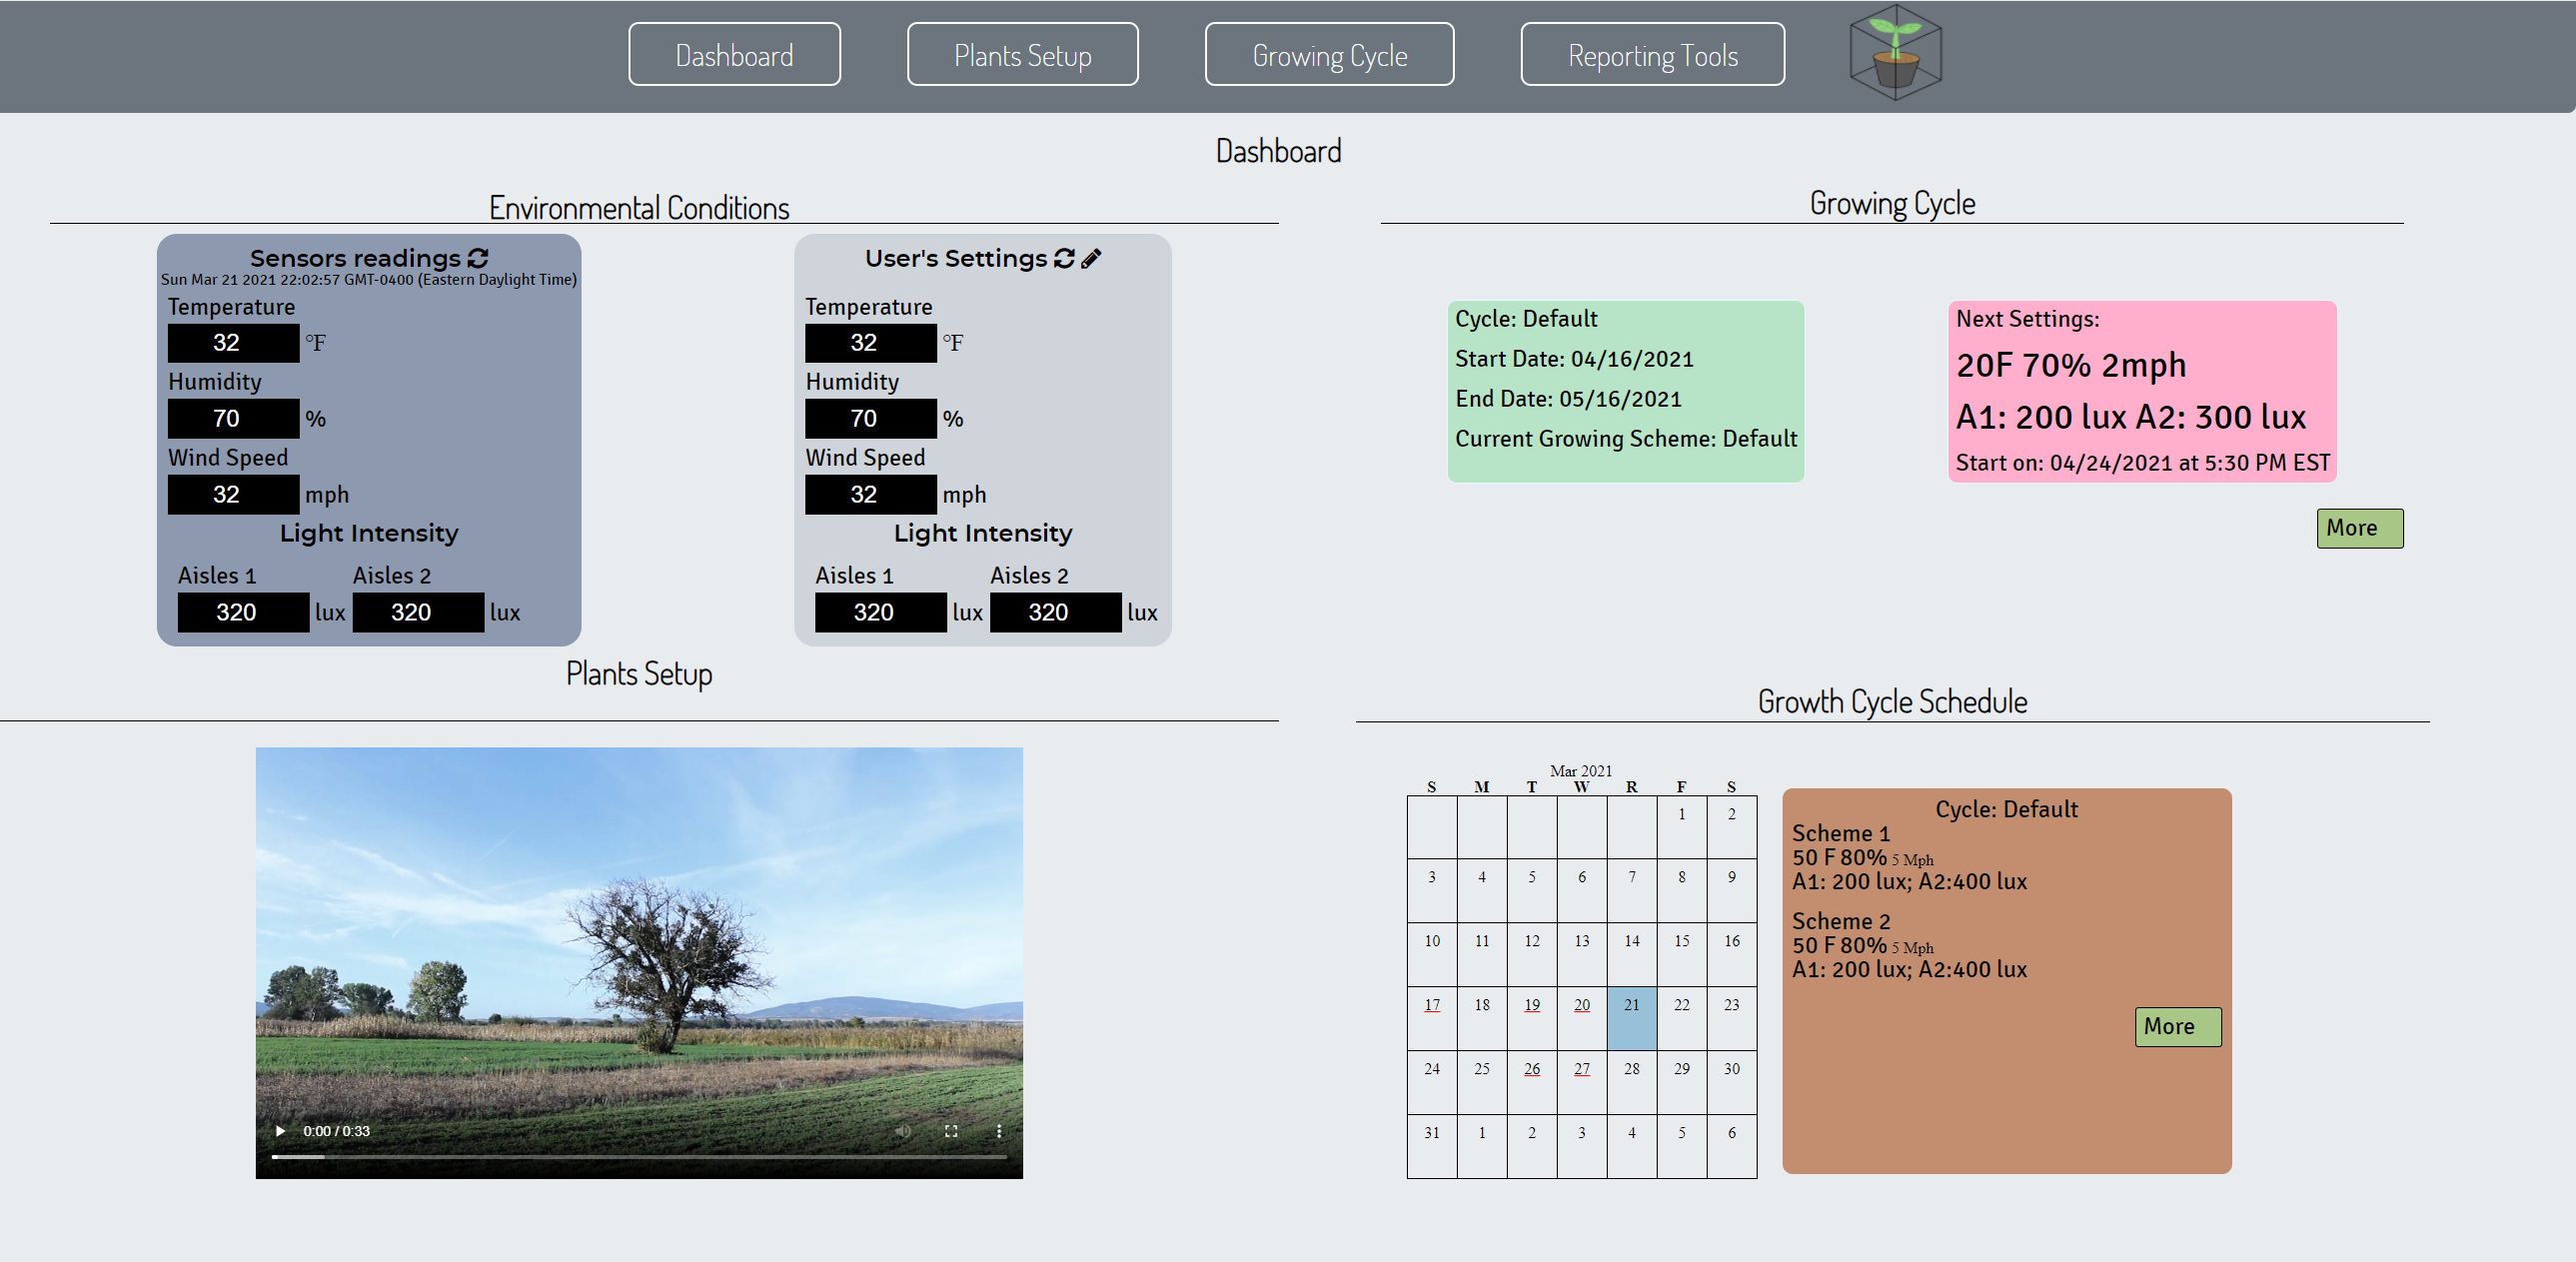 Dashboard
Plants Setup
Growing Cycle
Reporting Tools
Dashboard
Environmental Conditions
Sensors readings
Sun Mar 21 2021 22:02:57 GMT-0400 (Eastern Daylight Time)
Temperature
32 °F
Humidity
70 %
Wind Speed
32 mph
Light Intensity
Aisles 1 Aisles 2
320 lux 320 lux
User's Settings
Temperature
32 °F
Humidity
70 %
Wind Speed
32 mph
Light Intensity
Aisles 1 Aisles 2
320 lux 320 lux
Growing Cycle
Cycle: Default
Start Date: 04/16/2021
End Date: 05/16/2021
Current Growing Scheme: Default
Next Settings:
20F 70% 2mph
A1: 200 lux A2: 300 lux
Start on: 04/24/2021 at 5:30 PM EST
More
Plants Setup
0:00 / 0:33
Growth Cycle Schedule
Mar 2021
S M T W R F S
1 2
3 4 5 6 7 8 9
10 11 12 13 14 15 16
17 18 19 20 21 22 23
24 25 26 27 28 29 30
31 1 2 3 4 5 6
Cycle: Default
Scheme 1
50 F 80% 5 Mph
A1: 200 lux; A2:400 lux
Scheme 2
50 F 80% 5 Mph
A1: 200 lux; A2:400 lux
More